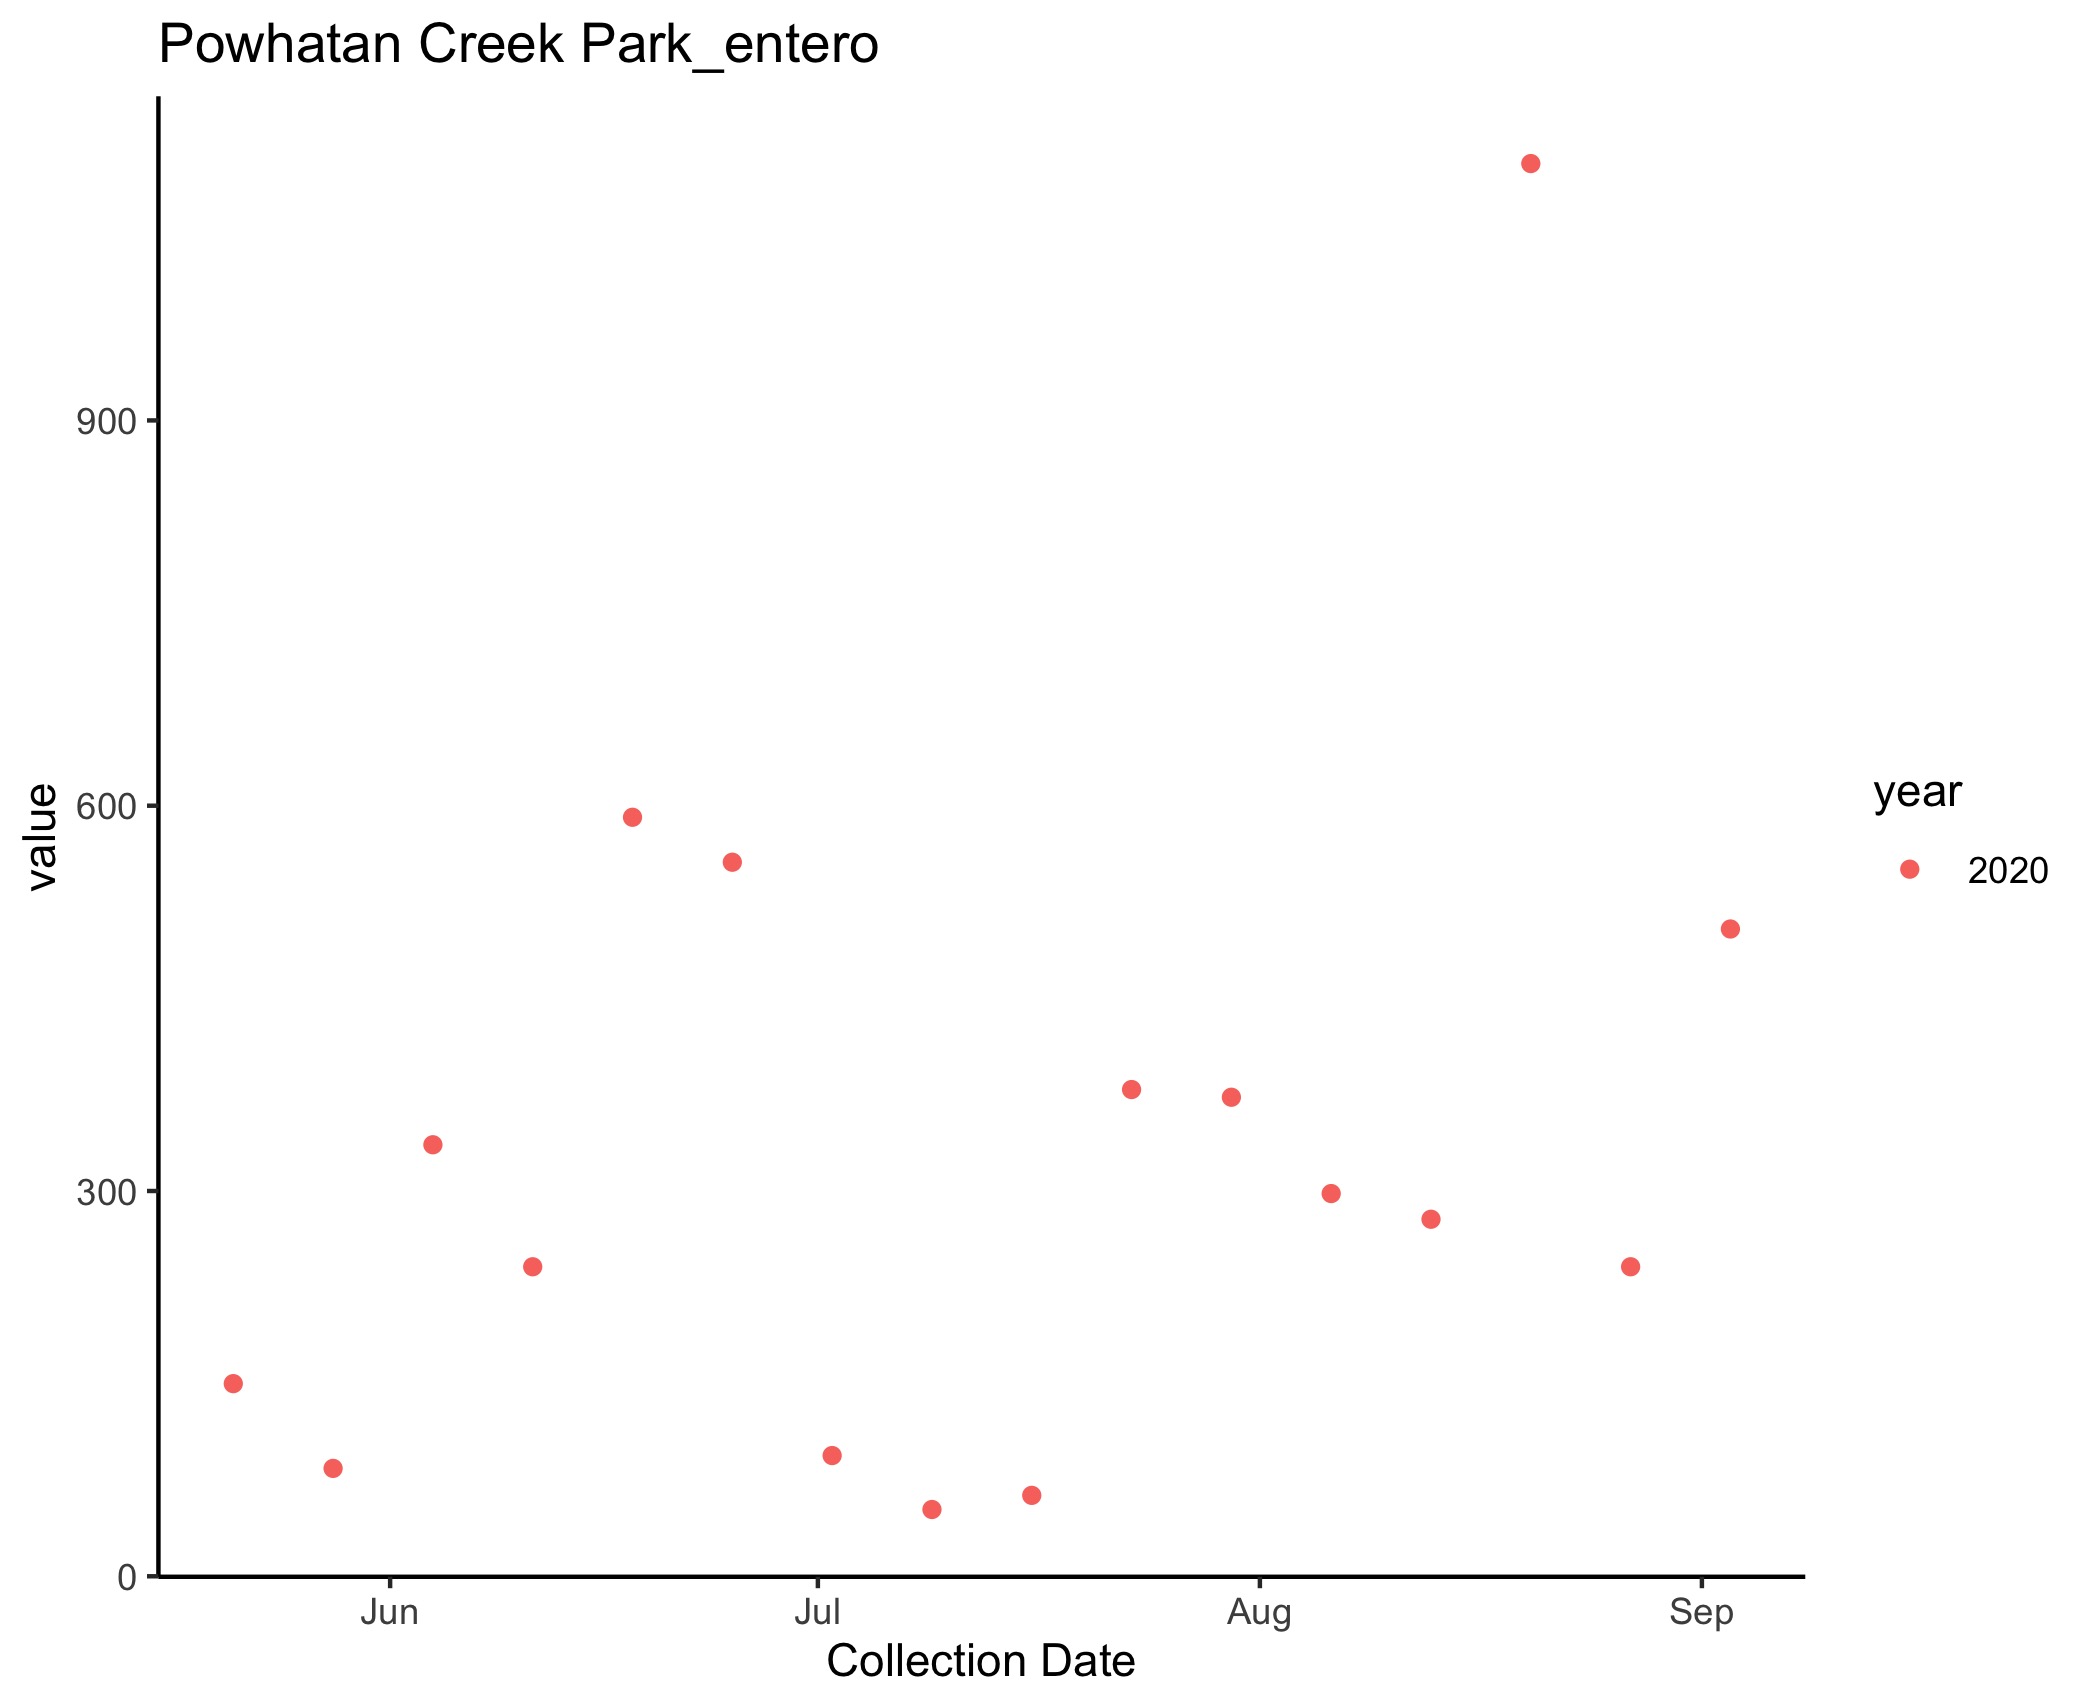 Powhatan Creek Park_entero
900
600
300
0
value
Jun
Jul
Aug
Sep
Collection Date
year
2020